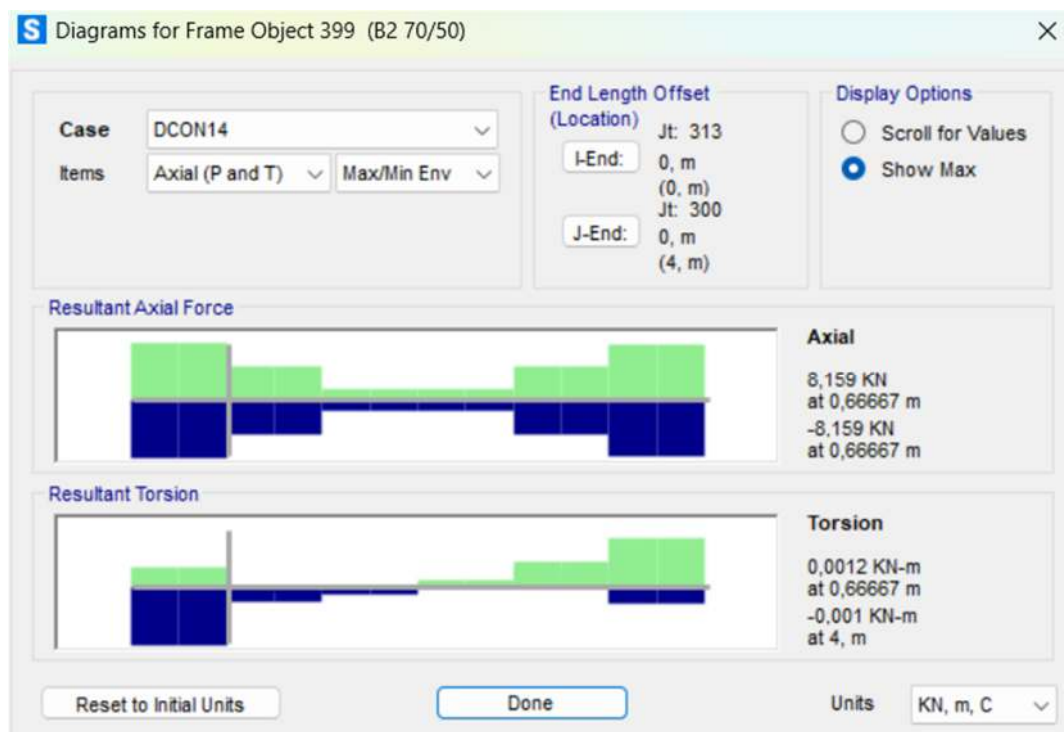 S Diagrams for Frame Object 399 (B2 70/50)
Case DCON14
Items Axial (P and T) Max/Min Env
End Length Offset
(Location)
Jt: 313
I-End: 0, m
(0, m)
Jt: 300
J-End: 0, m
(4, m)
Display Options
Scroll for Values
Show Max
Resultant Axial Force
Axial
8,159 KN
at 0,66667 m
-8,159 KN
at 0,66667 m
Resultant Torsion
Torsion
0,0012 KN-m
at 0,66667 m
-0,001 KN-m
at 4, m
Reset to Initial Units
Done
Units KN, m, C